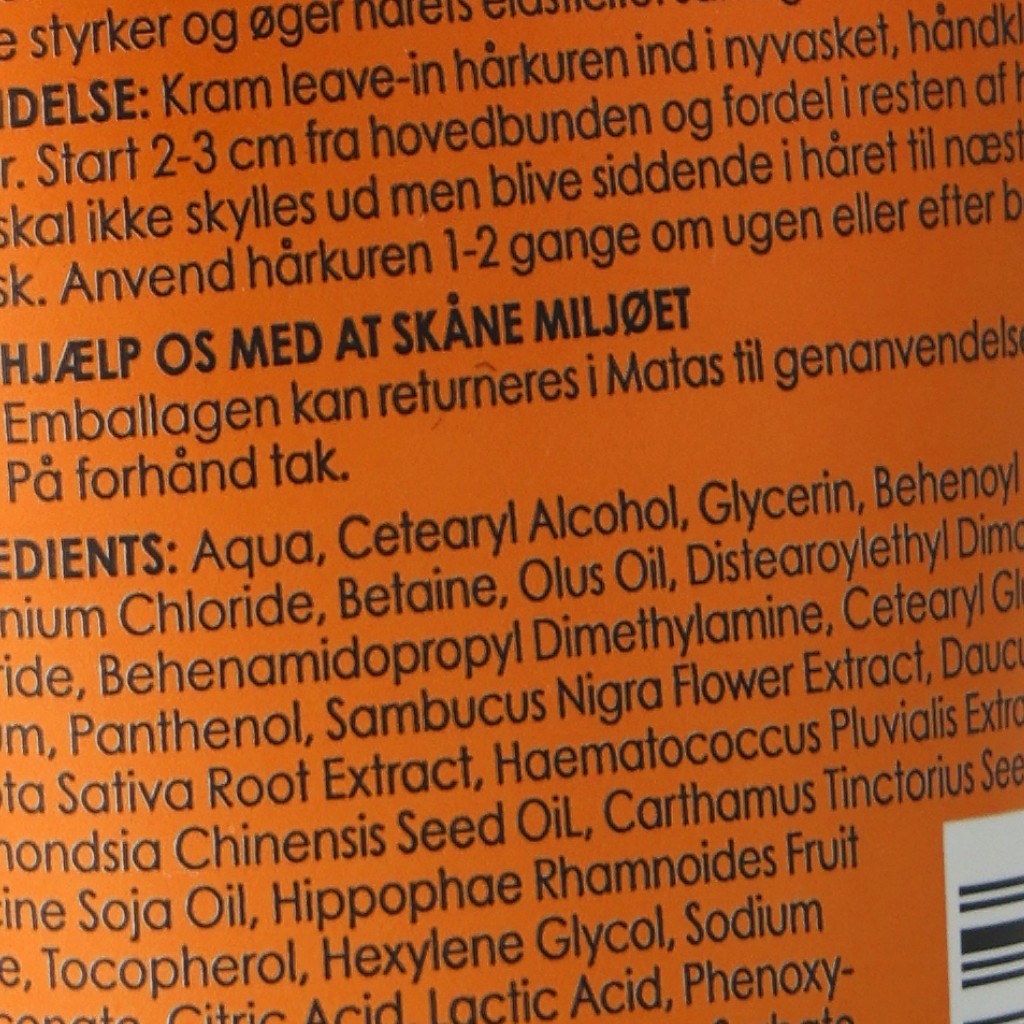 e styrker og øger hårets
NDELSE: Kram leave-in hårkuren ind i nyvasket, håndkl
r. Start 2-3 cm fra hovedbunden og fordel i resten af h
skal ikke skylles ud men blive siddende i håret til næst
sk. Anvend hårkuren 1-2 gange om ugen eller efter b
HJÆLP OS MED AT SKÅNE MILJØET
Emballagen kan returneres i Matas til genanvendelse
På forhånd tak.
EDIENTS: Aqua, Cetearyl Alcohol, Glycerin, Behenoyl
nium Chloride, Betaine, Olus Oil, Distearoylethyl Dimo
ride, Behenamidopropyl Dimethylamine, Cetearyl Glu
um, Panthenol, Sambucus Nigra Flower Extract, Daucu
ota Sativa Root Extract, Haematococcus Pluvialis Extra
mondsia Chinensis Seed OiL, Carthamus Tinctorius See
cine Soja Oil, Hippophae Rhamnoides Fruit
e, Tocopherol, Hexylene Glycol, Sodium
Citric Acid, Lactic Acid, Phenoxy-